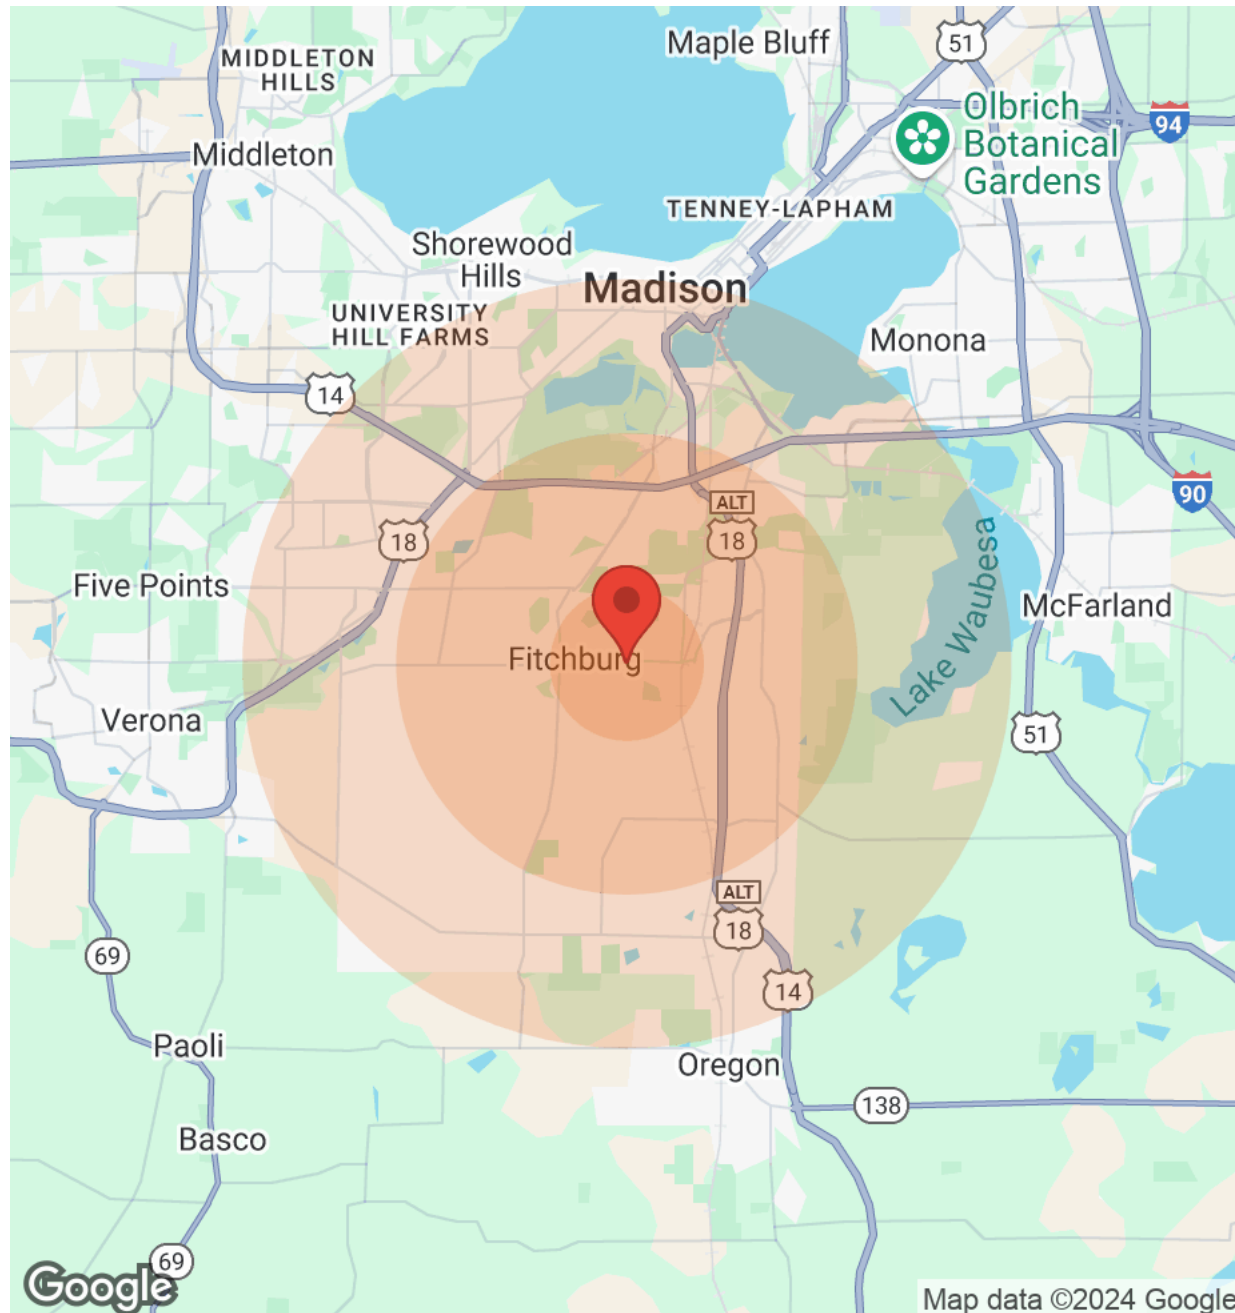 Maple Bluff
51
MIDDLETON
HILLS
Olbrich
Botanical
Gardens
94
Middleton
TENNEY-LAPHAM
Shorewood
Hills
Madison
UNIVERSITY
HILL FARMS
Monona
14
90
ALT
18
18
Five Points
Lake Waubesa
McFarland
Fitchburg
Verona
51
ALT
18
69
14
Paoli
Oregon
138
Basco
69
Google
Map data ©2024 Google